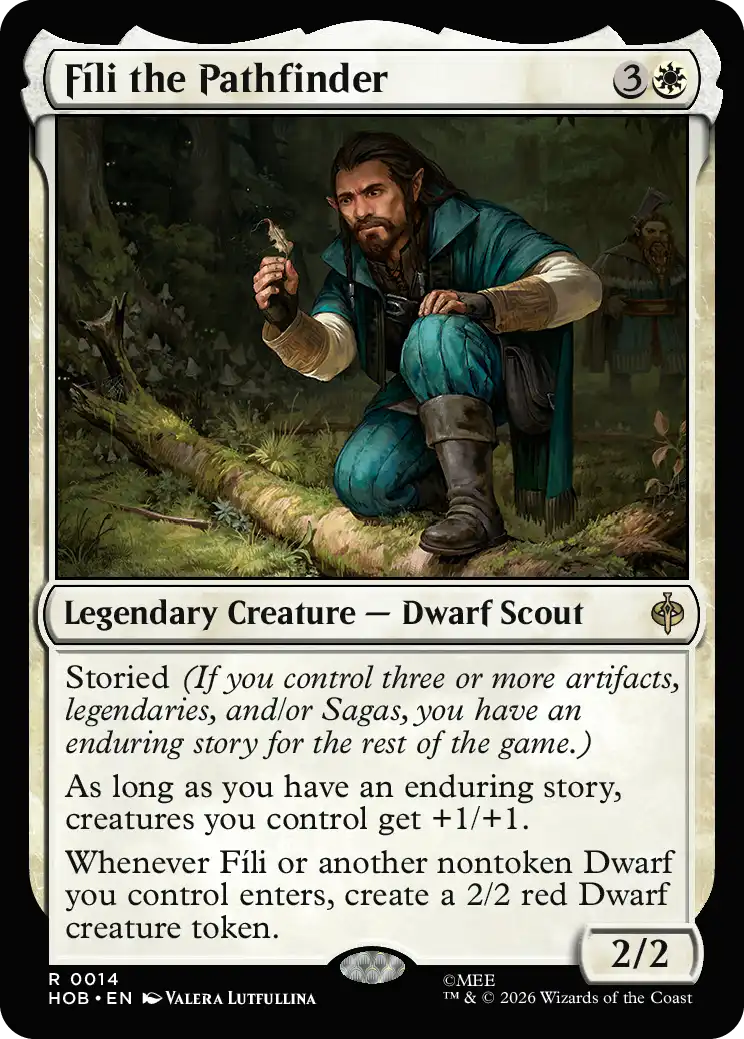 Fíli the Pathfinder 3
Legendary Creature — Dwarf Scout
Storied (If you control three or more artifacts,
legendaries, and/or Sagas, you have an
enduring story for the rest of the game.)
As long as you have an enduring story,
creatures you control get +1/+1.
Whenever Fíli or another nontoken Dwarf
you control enters, create a 2/2 red Dwarf
creature token.
2/2
R 0014
HOB • EN VALERA LUTFULLINA
©MEE
™ & © 2026 Wizards of the Coast